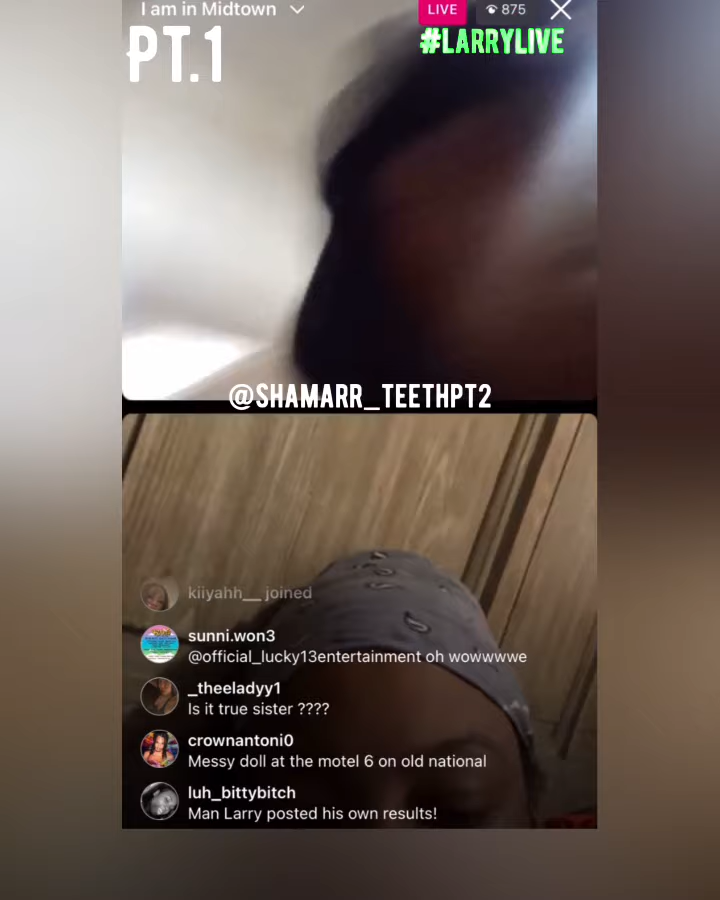 I am in Midtown
LIVE
875
PT.1
#LARRYLIVE
@SHAMARR_TEETHPT2
kiiyahh__ joined
sunni.won3
@official_lucky13entertainment oh wowwwwe
_theeladyy1
Is it true sister ????
crownantoni0
Messy doll at the motel 6 on old national
luh_bittybitch
Man Larry posted his own results!